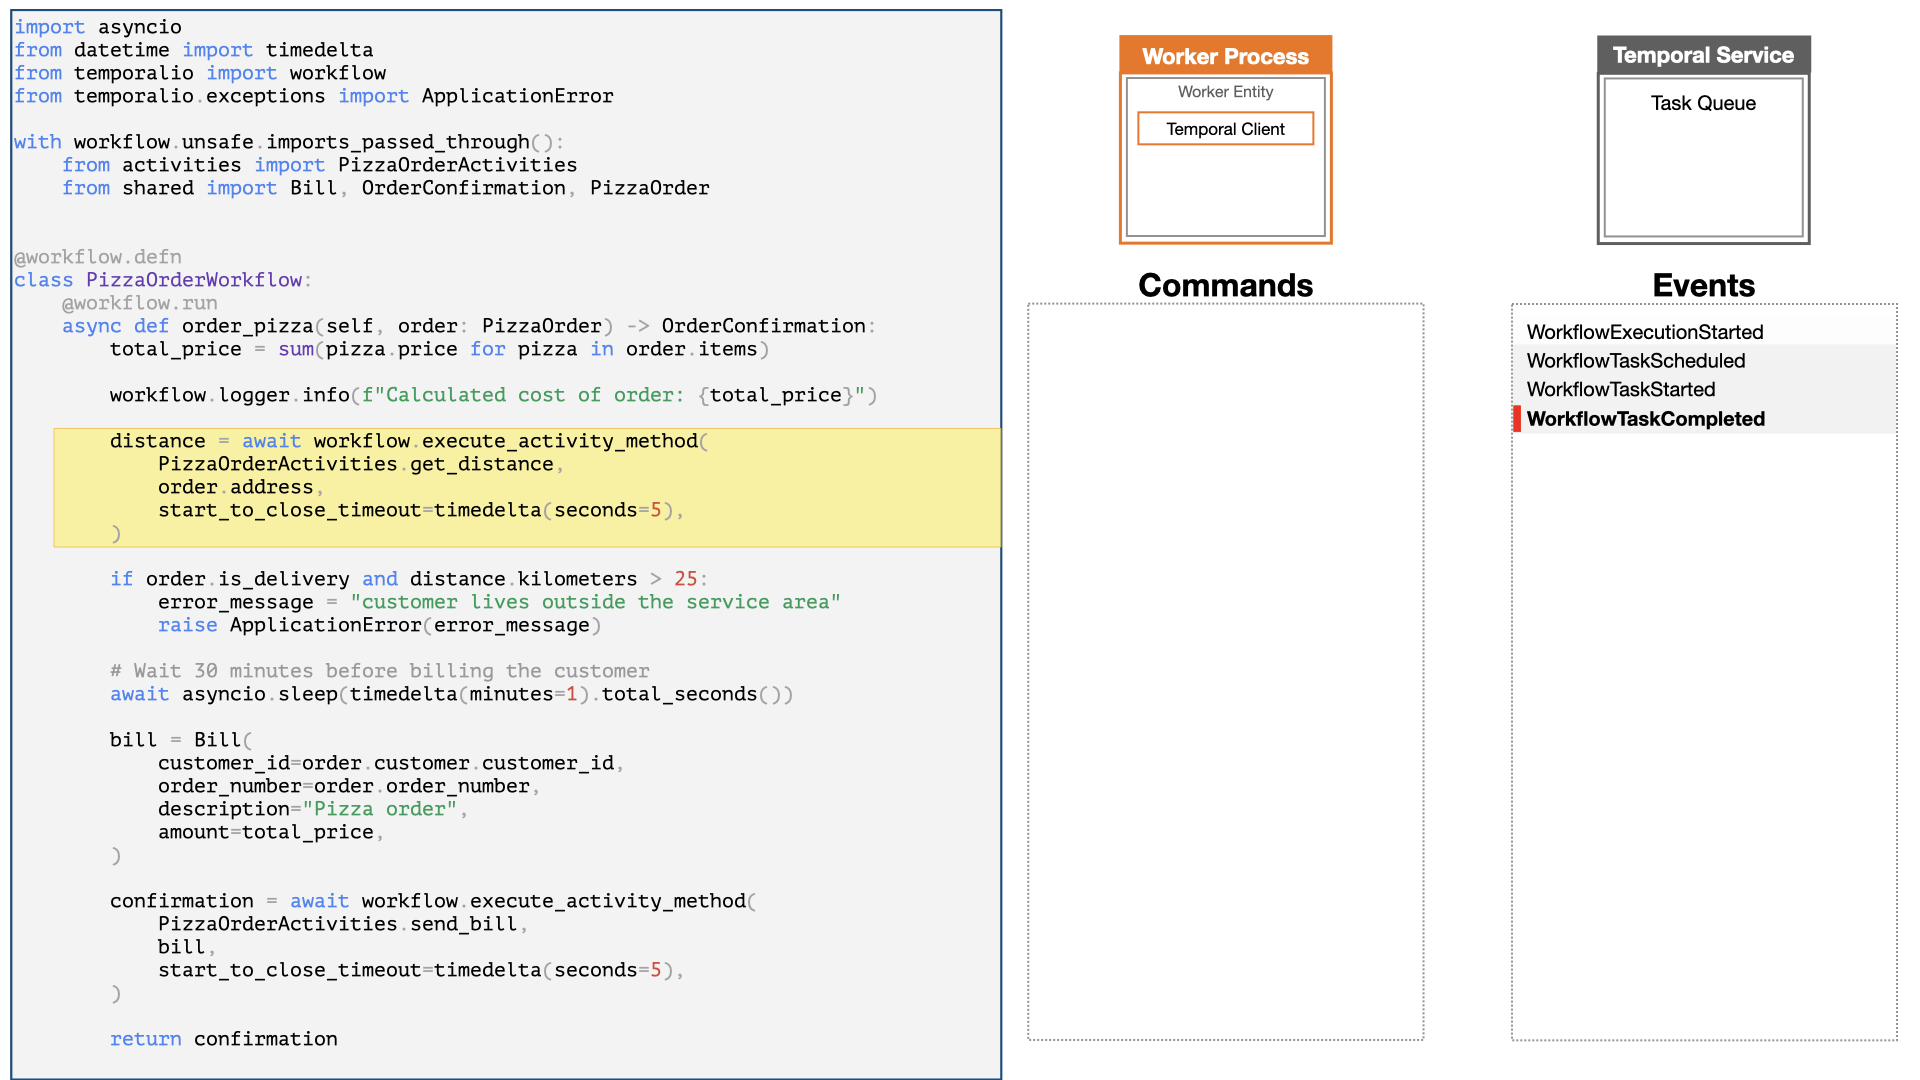 import asyncio
from datetime import timedelta
from temporalio import workflow
from temporalio.exceptions import ApplicationError

with workflow.unsafe.imports_passed_through():
    from activities import PizzaOrderActivities
    from shared import Bill, OrderConfirmation, PizzaOrder

@workflow.defn
class PizzaOrderWorkflow:
    @workflow.run
    async def order_pizza(self, order: PizzaOrder) -> OrderConfirmation:
        total_price = sum(pizza.price for pizza in order.items)

        workflow.logger.info(f"Calculated cost of order: {total_price}")

        distance = await workflow.execute_activity_method(
            PizzaOrderActivities.get_distance,
            order.address,
            start_to_close_timeout=timedelta(seconds=5),
        )

        if order.is_delivery and distance.kilometers > 25:
            error_message = "customer lives outside the service area"
            raise ApplicationError(error_message)

        # Wait 30 minutes before billing the customer
        await asyncio.sleep(timedelta(minutes=1).total_seconds())

        bill = Bill(
            customer_id=order.customer.customer_id,
            order_number=order.order_number,
            description="Pizza order",
            amount=total_price,
        )

        confirmation = await workflow.execute_activity_method(
            PizzaOrderActivities.send_bill,
            bill,
            start_to_close_timeout=timedelta(seconds=5),
        )

        return confirmation
Worker Process
Worker Entity
Temporal Client
Temporal Service
Task Queue
Commands
Events
WorkflowExecutionStarted
WorkflowTaskScheduled
WorkflowTaskStarted
WorkflowTaskCompleted